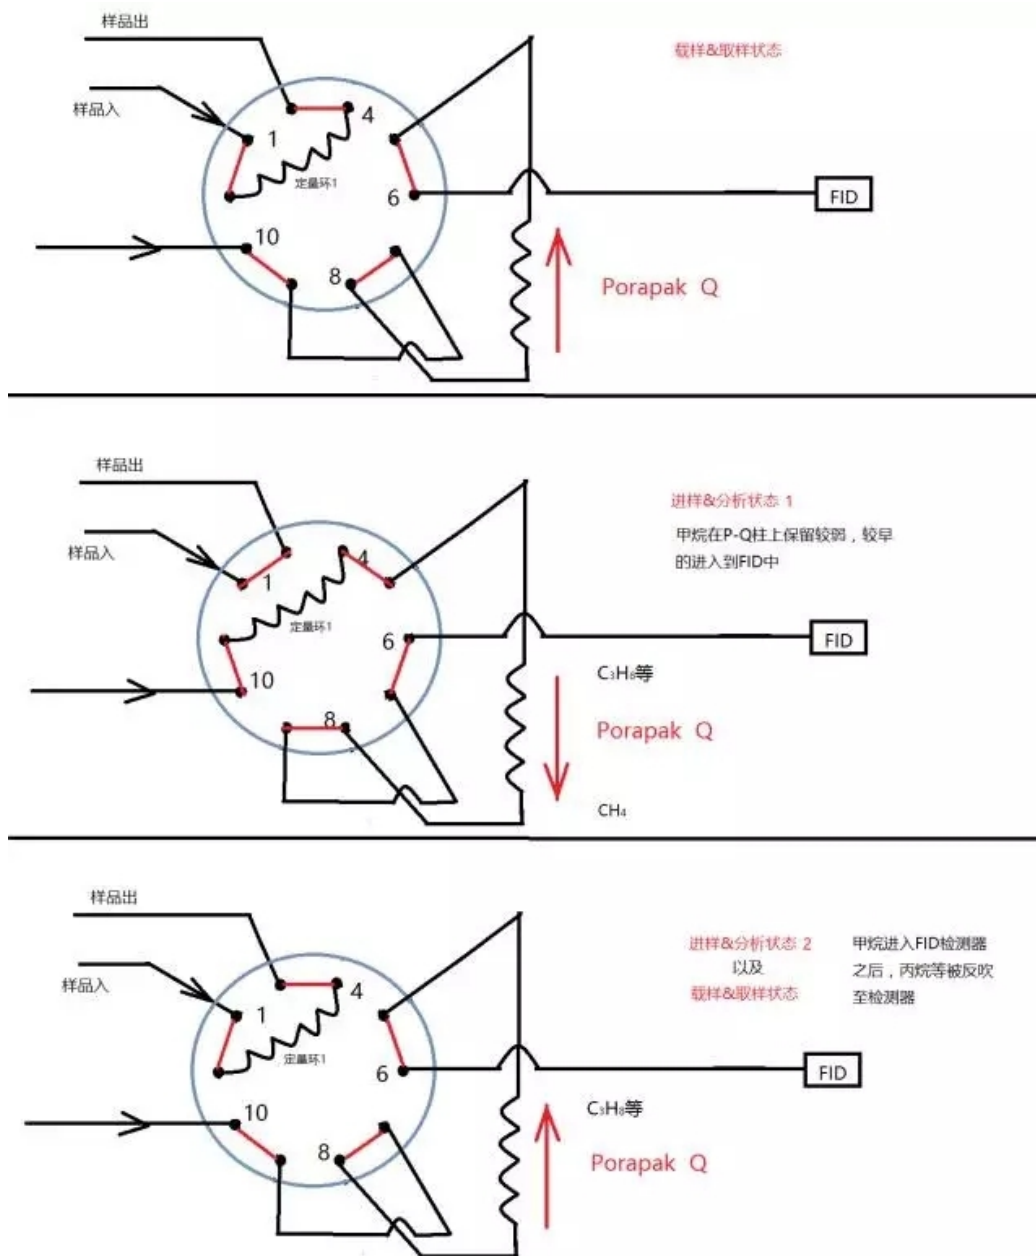 样品出
载样&取样状态
样品入
1
4
定量环1
6
FID
10
8
Porapak Q
样品出
进样&分析状态 1
甲烷在P-Q柱上保留较弱，较早
的进入到FID中
样品入
1
4
定量环1
6
FID
C₃H₈等
10
8
Porapak Q
CH₄
样品出
进样&分析状态 2
以及
载样&取样状态
甲烷进入FID检测器
之后，丙烷等被反吹
至检测器
样品入
1
4
定量环1
6
FID
C₃H₈等
10
8
Porapak Q